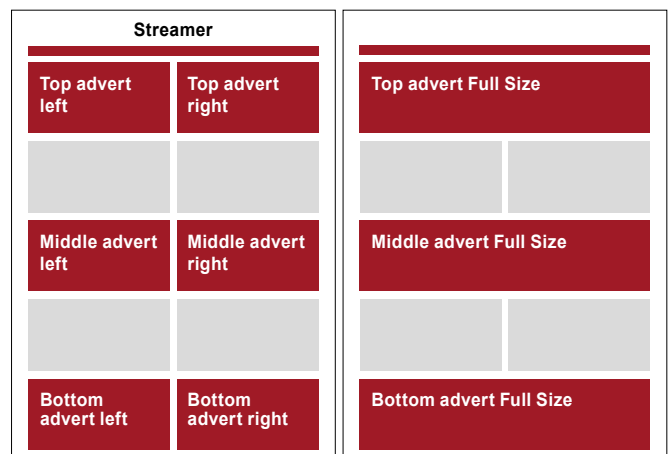 Streamer
Top advert
left
Top advert
right
Middle advert
left
Middle advert
right
Bottom
advert left
Bottom
advert right
Top advert Full Size
Middle advert Full Size
Bottom advert Full Size